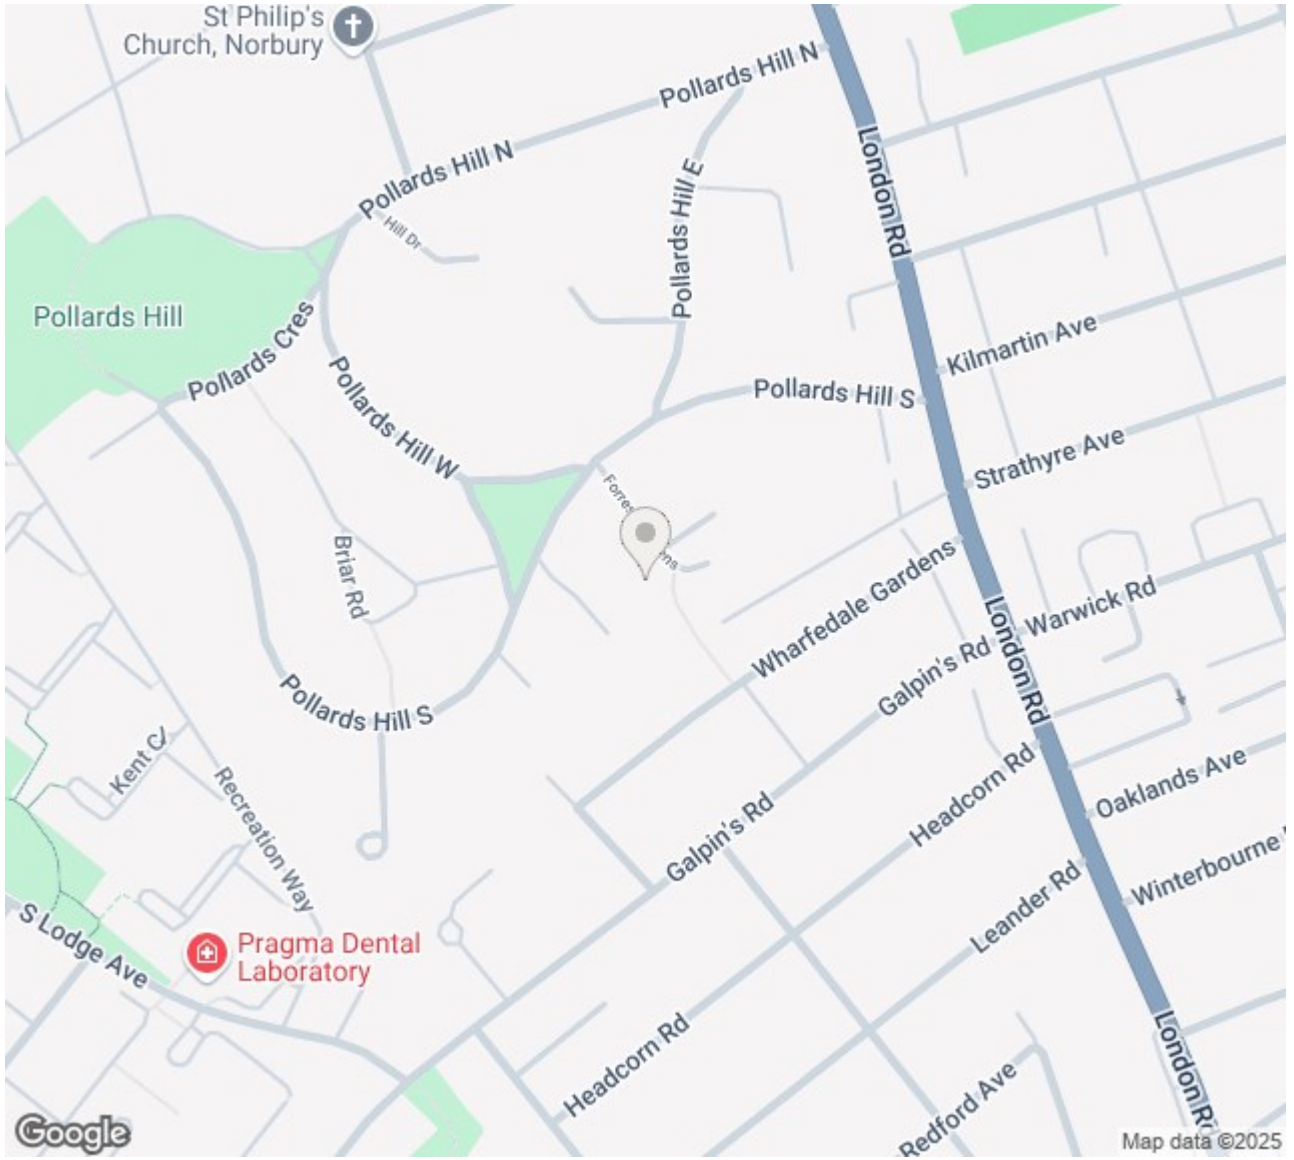 St Philip's
Church, Norbury
Pollards Hill N
Pollards Hill N
London Rd
Pollards Hill E
Hill Dr
Pollards Hill
Pollards Cres
Kilmartin Ave
Pollards Hill W
Pollards Hill S
Strathyre Ave
Briar Rd
Wharfedale Gardens
London Rd
Warwick Rd
Galpin's Rd
Pollards Hill S
Kent Cl
Recreation Way
Headcorn Rd
Oaklands Ave
Galpin's Rd
Winterbourne
Leander Rd
S Lodge Ave
Pragma Dental
Laboratory
Headcorn Rd
London Rd
Redford Ave
Google
Map data ©2025